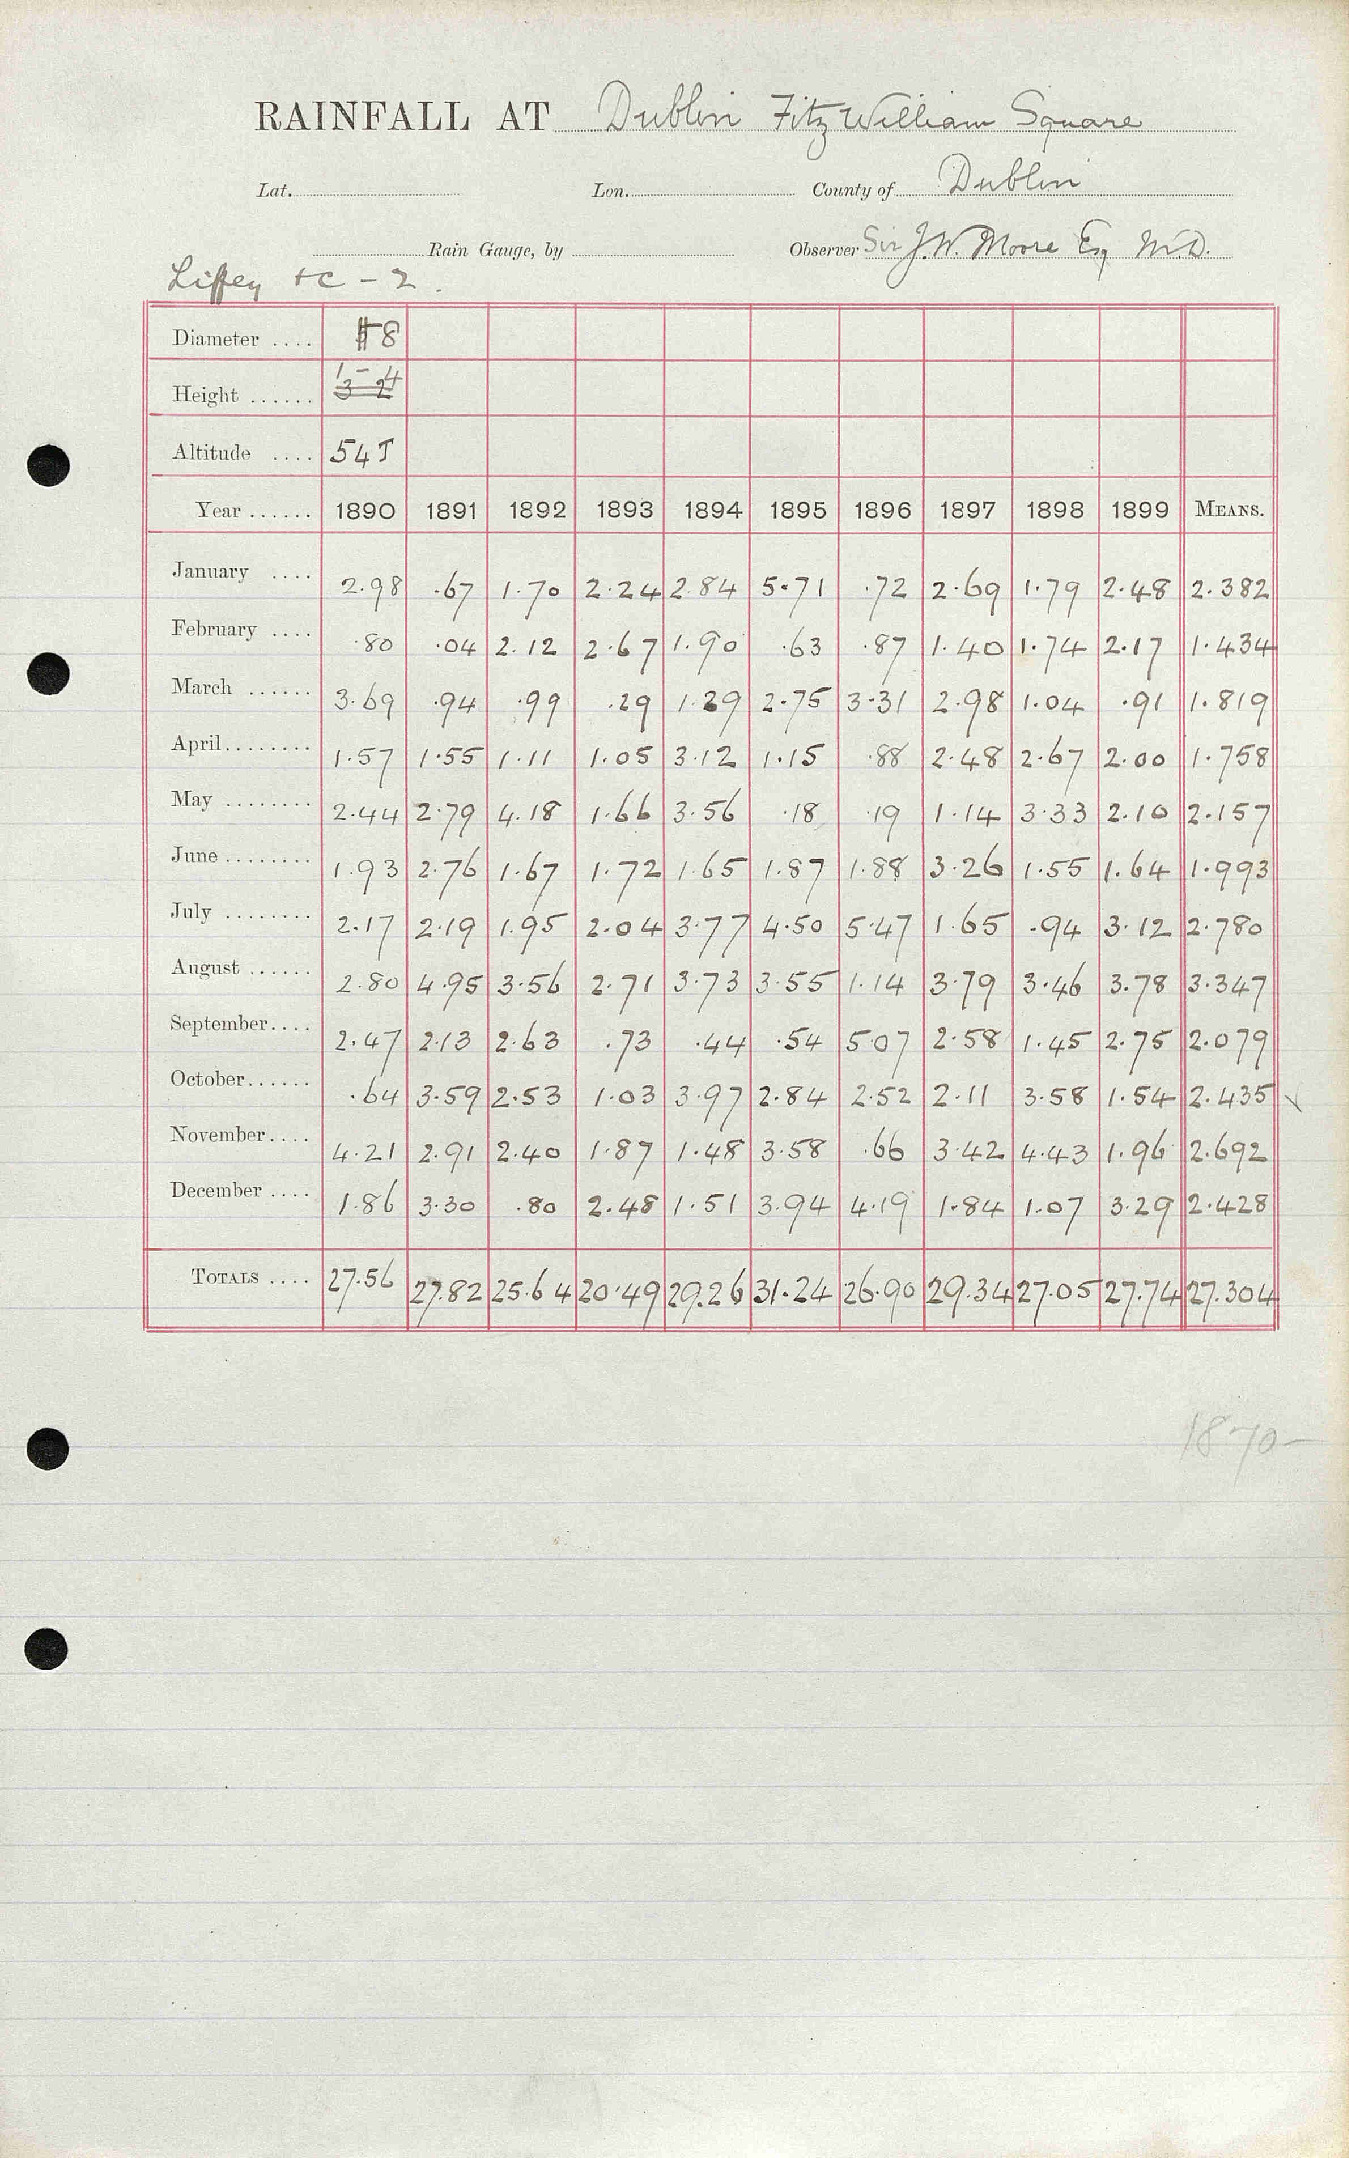 RAINFALL AT Dublin Fitz William Square
Lat. Lon. County of Dublin
Rain Gauge, by Observer Sir J.W. Moore Esq M.D.
Liffey +C - 2.
Diameter .... 8
Height ...... 1-4 3 2
Altitude .... 54 T
Year ...... 1890 1891 1892 1893 1894 1895 1896 1897 1898 1899 MEANS.
January .... 2.98 .67 1.70 2.24 2.84 5.71 .72 2.69 1.79 2.48 2.382
February .... .80 .04 2.12 2.67 1.90 .63 .87 1.40 1.74 2.17 1.434
March ...... 3.69 .94 .99 .29 1.29 2.75 3.31 2.98 1.04 .91 1.819
April........ 1.57 1.55 1.11 1.05 3.12 1.15 .88 2.48 2.67 2.00 1.758
May ........ 2.44 2.79 4.18 1.66 3.56 .18 .19 1.14 3.33 2.10 2.157
June ........ 1.93 2.76 1.67 1.72 1.65 1.87 1.88 3.26 1.55 1.64 1.993
July ........ 2.17 2.19 1.95 2.04 3.77 4.50 5.47 1.65 .94 3.12 2.780
August ...... 2.80 4.95 3.56 2.71 3.73 3.55 1.14 3.79 3.46 3.78 3.347
September.... 2.47 2.13 2.63 .73 .44 .54 5.07 2.58 1.45 2.75 2.079
October...... .64 3.59 2.53 1.03 3.97 2.84 2.52 2.11 3.58 1.54 2.435
November.... 4.21 2.91 2.40 1.87 1.48 3.58 .66 3.42 4.43 1.96 2.692
December .... 1.86 3.30 .80 2.48 1.51 3.94 4.19 1.84 1.07 3.29 2.428
TOTALS .... 27.56 27.82 25.64 20.49 29.26 31.24 26.90 29.34 27.05 27.74 27.304
1870-